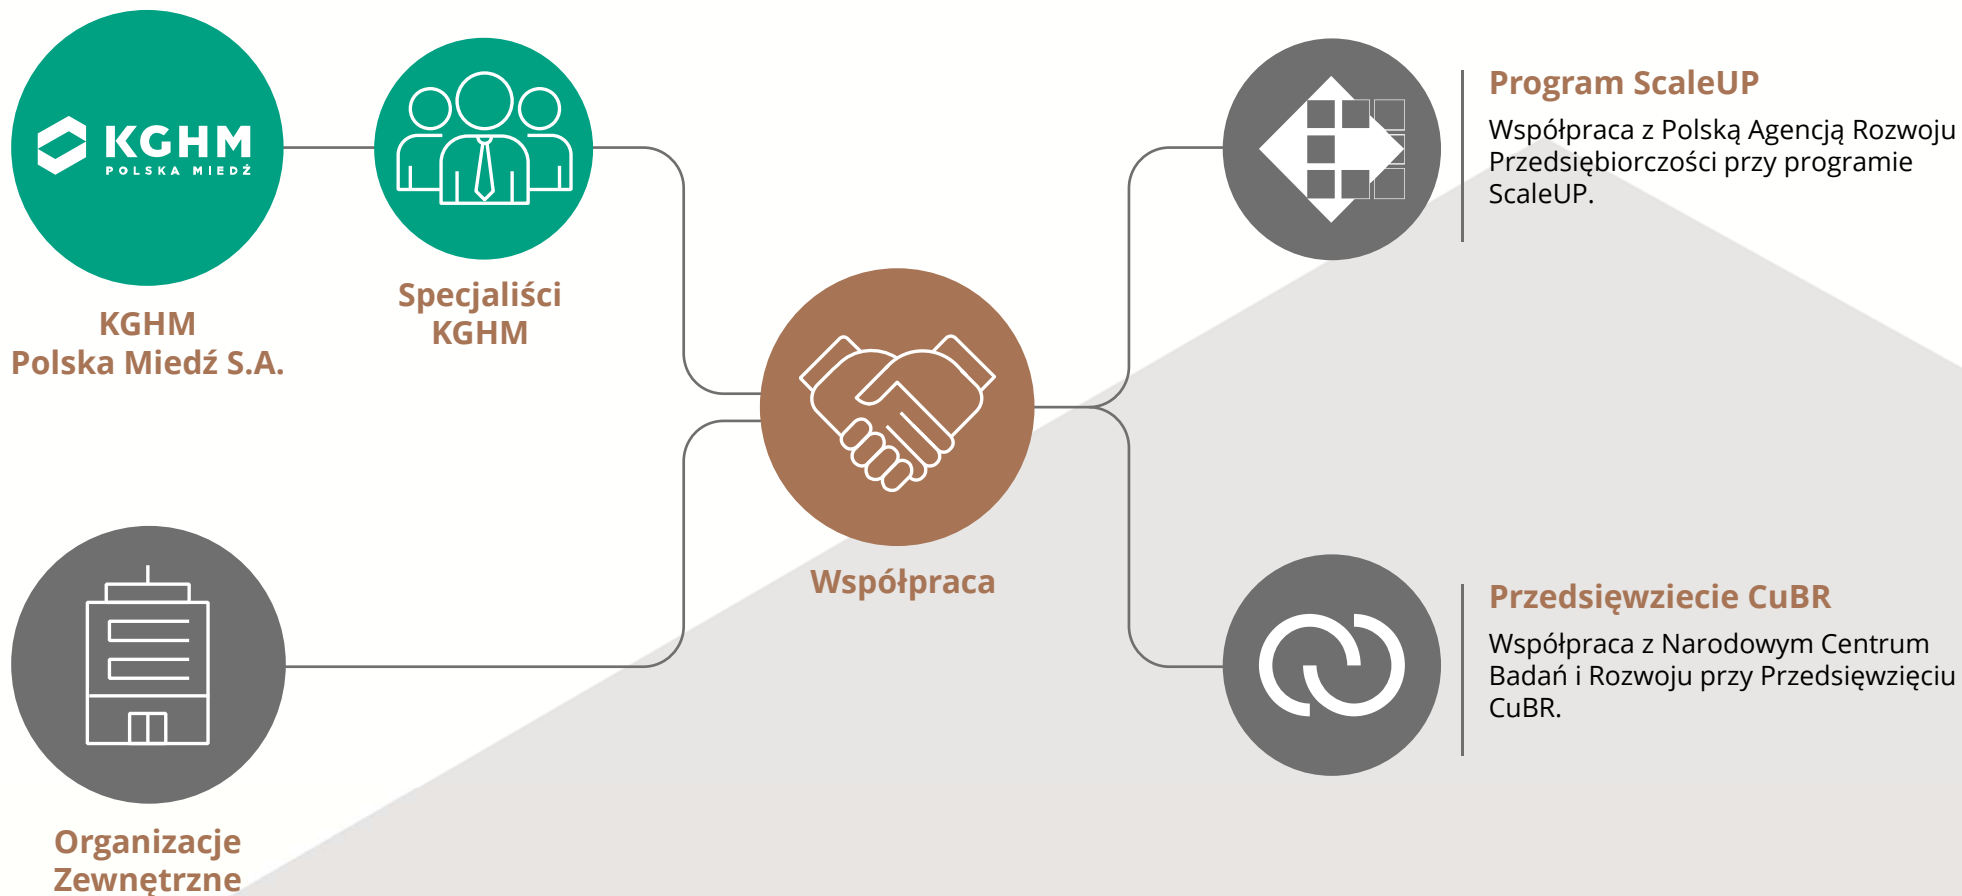 KGHM
POLSKA MIEDŹ
KGHM
Polska Miedź S.A.
Specjaliści
KGHM
Organizacje
Zewnętrzne
Współpraca
Program ScaleUP
Współpraca z Polską Agencją Rozwoju
Przedsiębiorczości przy programie
ScaleUP.
Przedsięwziecie CuBR
Współpraca z Narodowym Centrum
Badań i Rozwoju przy Przedsięwzięciu
CuBR.